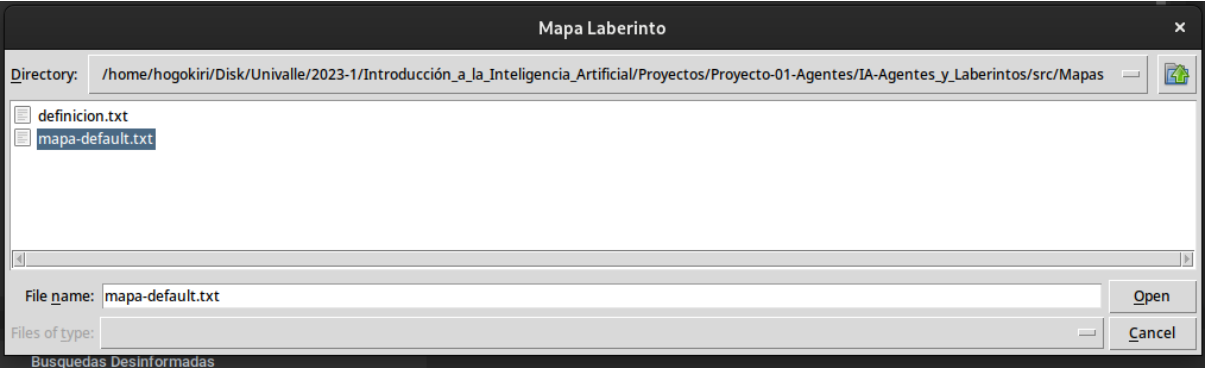 Mapa Laberinto
Directory: /home/hogokiri/Disk/Univalle/2023-1/Introducción_a_la_Inteligencia_Artificial/Proyectos/Proyecto-01-Agentes/IA-Agentes_y_Laberintos/src/Mapas
definicion.txt
mapa-default.txt
File name: mapa-default.txt Open
Files of type: Cancel
Busquedas Desinformadas